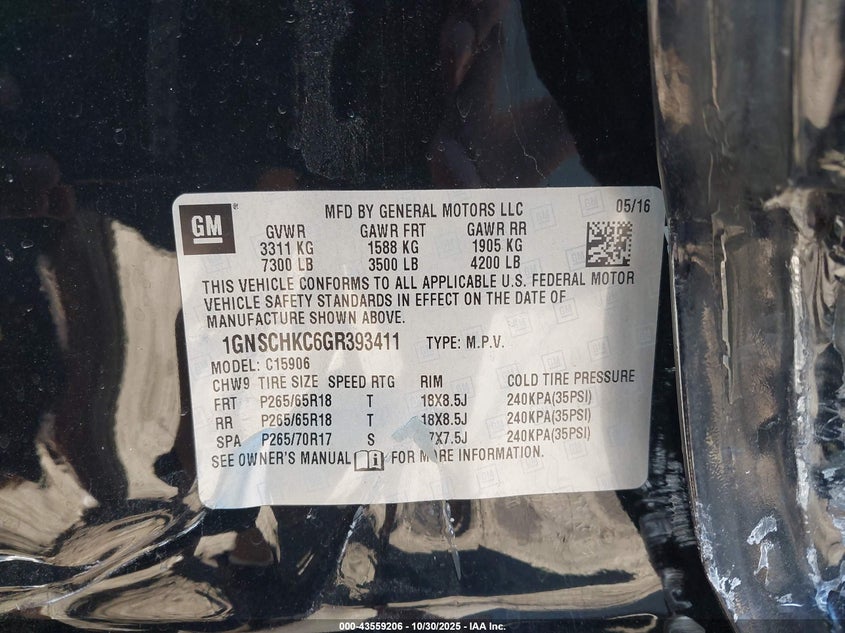 GM
MFD BY GENERAL MOTORS LLC 05/16
GVWR GAWR FRT GAWR RR
3311 KG 1588 KG 1905 KG
7300 LB 3500 LB 4200 LB
THIS VEHICLE CONFORMS TO ALL APPLICABLE U.S. FEDERAL MOTOR
VEHICLE SAFETY STANDARDS IN EFFECT ON THE DATE OF
MANUFACTURE SHOWN ABOVE.
1GNSCHKC6GR393411 TYPE: M.P.V.
MODEL: C15906
CHW9 TIRE SIZE SPEED RTG RIM COLD TIRE PRESSURE
FRT P265/65R18 T 18X8.5J 240KPA(35PSI)
RR P265/65R18 T 18X8.5J 240KPA(35PSI)
SPA P265/70R17 S 7X7.5J 240KPA(35PSI)
SEE OWNER'S MANUAL FOR M RE INFORMATION.
000-43559206 - 10/30/2025 - IAA Inc.